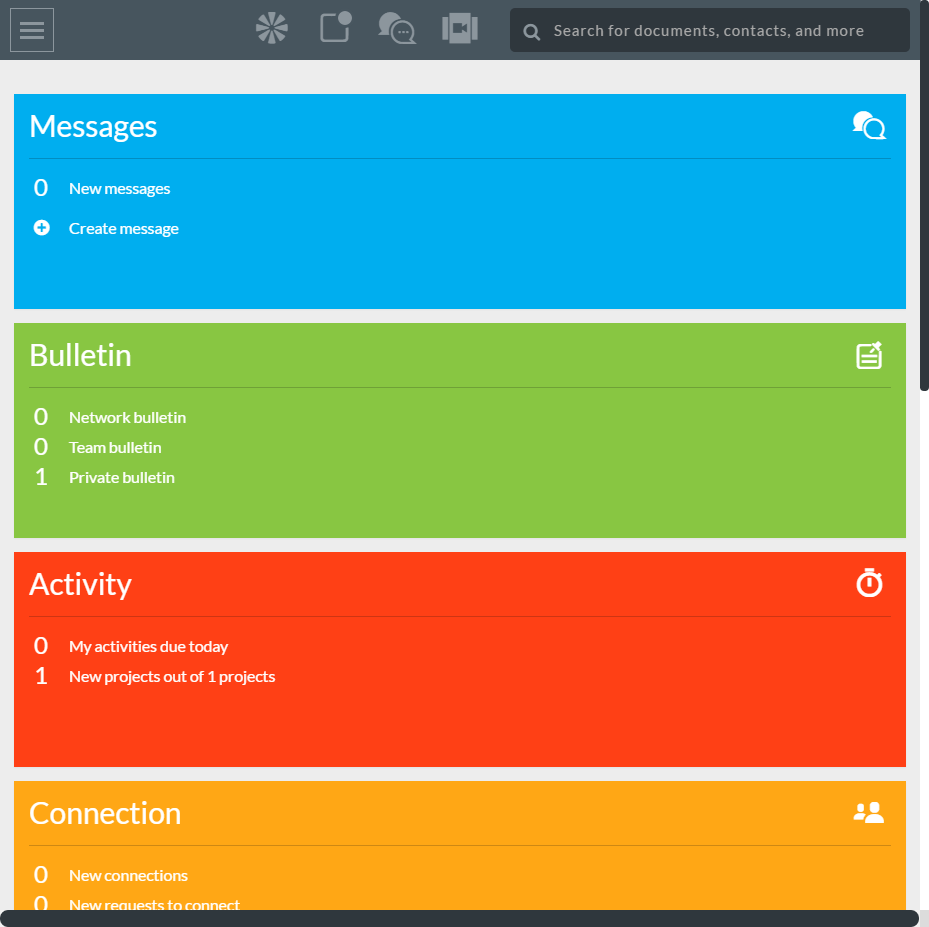 Search for documents, contacts, and more
Messages
0 New messages
Create message
Bulletin
0 Network bulletin
0 Team bulletin
1 Private bulletin
Activity
0 My activities due today
1 New projects out of 1 projects
Connection
0 New connections
0 New requests to connect